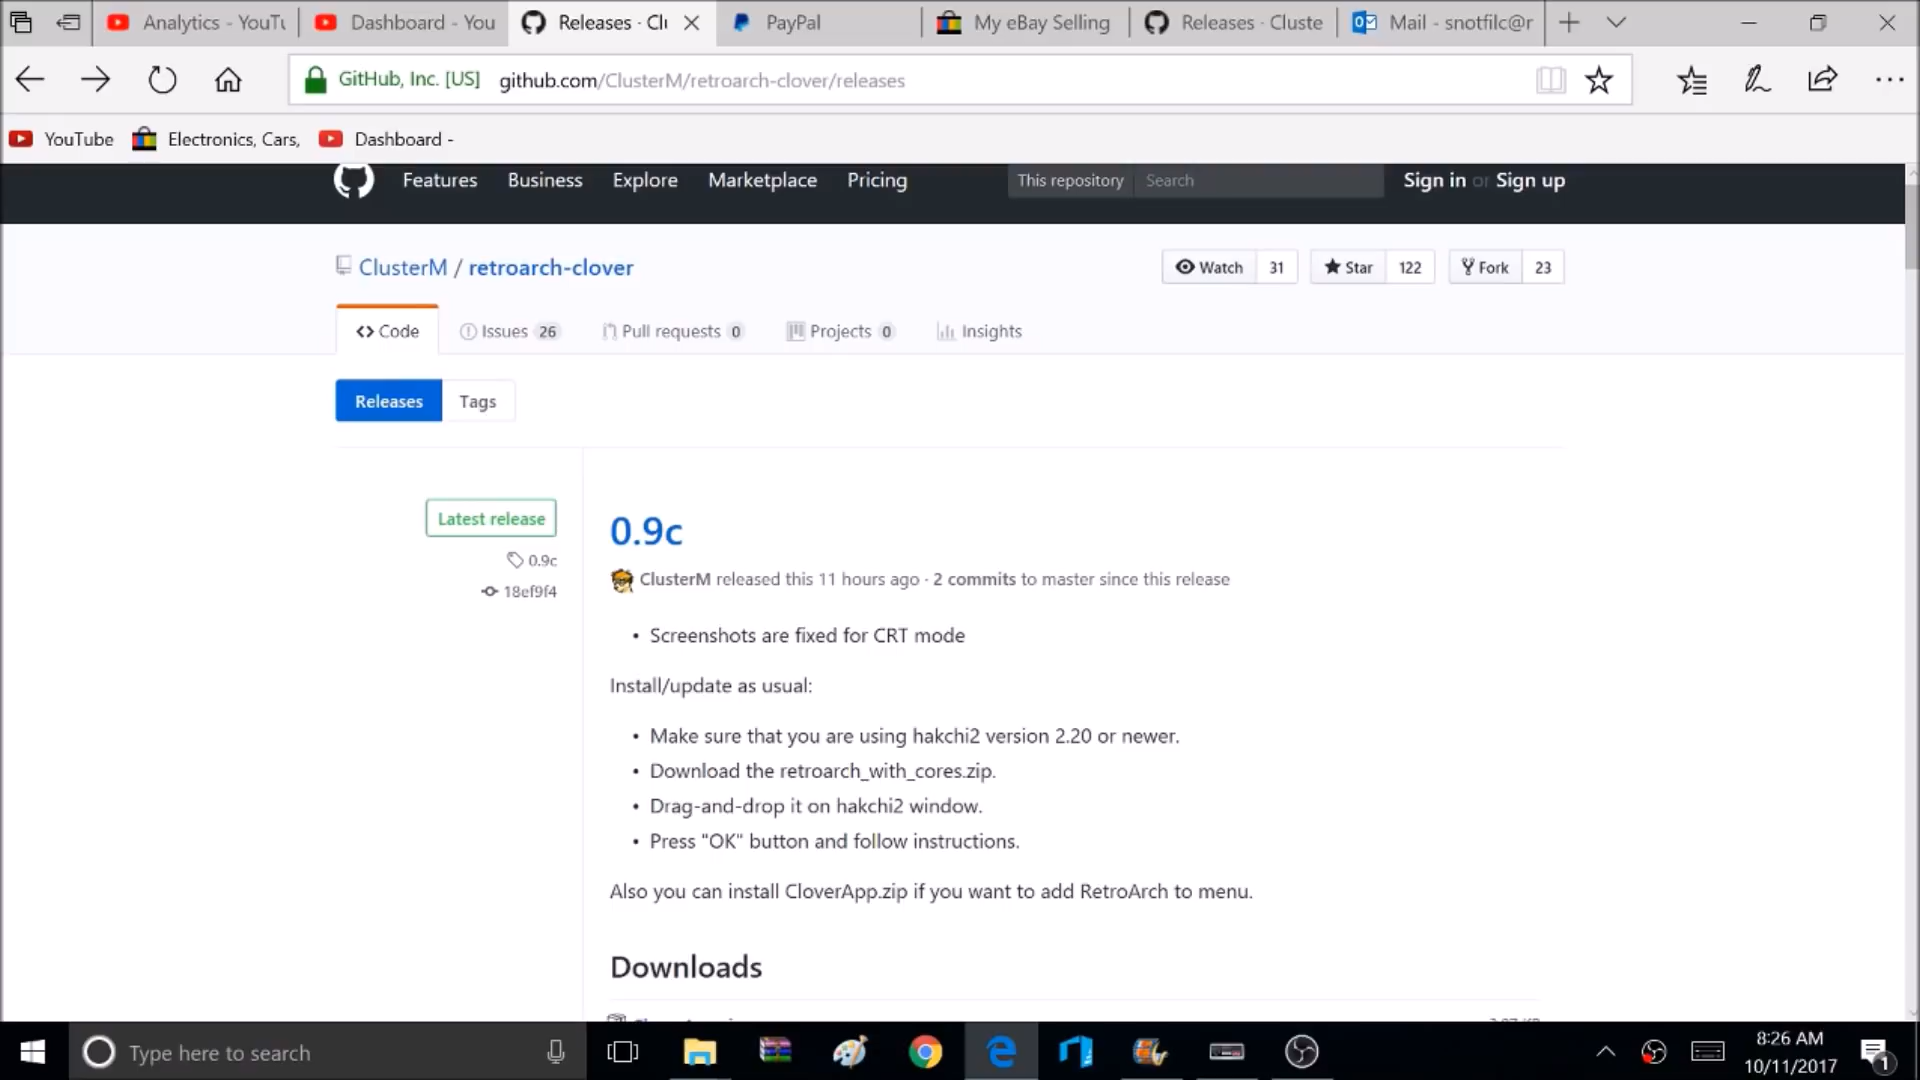 Analytics - YouTu
Dashboard - You
Releases · Clu
PayPal
My eBay Selling
Releases · Cluste
Mail - snotfilc@r
GitHub, Inc. [US] github.com/ClusterM/retroarch-clover/releases
YouTube Electronics, Cars, Dashboard -
Features Business Explore Marketplace Pricing This repository Search Sign in or Sign up
ClusterM / retroarch-clover
Watch 31 Star 122 Fork 23
Code Issues 26 Pull requests 0 Projects 0 Insights
Releases Tags
Latest release
0.9c
18ef9f4
0.9c
ClusterM released this 11 hours ago · 2 commits to master since this release
• Screenshots are fixed for CRT mode
Install/update as usual:
• Make sure that you are using hakchi2 version 2.20 or newer.
• Download the retroarch_with_cores.zip.
• Drag-and-drop it on hakchi2 window.
• Press "OK" button and follow instructions.
Also you can install CloverApp.zip if you want to add RetroArch to menu.
Downloads
Type here to search
8:26 AM
10/11/2017
1